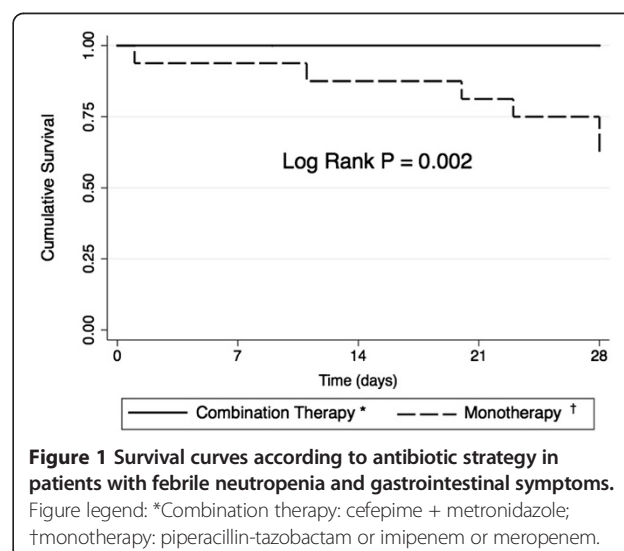 1.00
0.75
0.50
0.25
0.00
Cumulative Survival
Log Rank P = 0.002
0 7 14 21 28
Time (days)
Combination Therapy * Monotherapy †
Figure 1 Survival curves according to antibiotic strategy in
patients with febrile neutropenia and gastrointestinal symptoms.
Figure legend: *Combination therapy: cefepime + metronidazole;
†monotherapy: piperacillin-tazobactam or imipenem or meropenem.